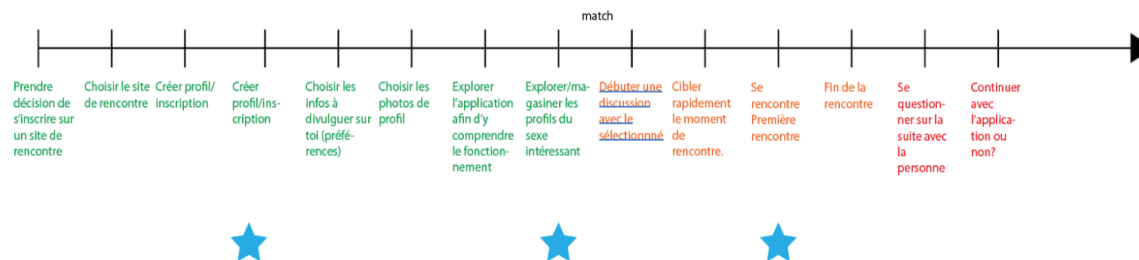 match
Prendre
décision de
s'inscrire sur
un site de
rencontre
Choisir le site
de rencontre
Créer profil/
inscription
Créer
profil/ins-
cription
Choisir les
infos à
divulguer sur
toi (préfé-
rences)
Choisir les
photos de
profil
Explorer
l'application
afin d'y
comprendre
le fonction-
nement
Explorer/ma-
gasiner les
profils du
sexe
intéressant
Débuter une
discussion
avec le
sélectionnné
Cibler
rapidement
le moment
de
rencontre.
Se
rencontre
Première
rencontre
Fin de la
rencontre
Se
question-
ner sur la
suite avec
la
personne
Continuer
avec
l'applica-
tion ou
non?